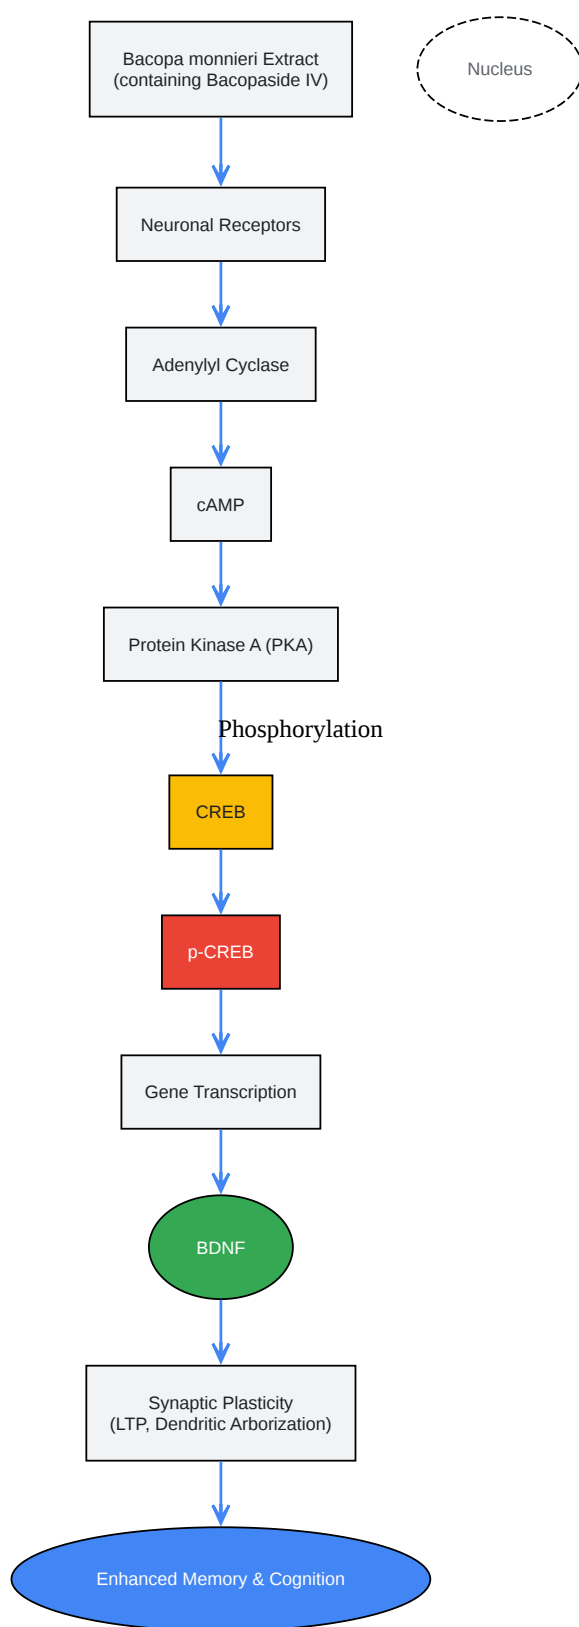 Bacopa monnieri Extract
(containing Bacopaside IV)
Nucleus
Neuronal Receptors
Adenylyl Cyclase
cAMP
Protein Kinase A (PKA)
Phosphorylation
CREB
p-CREB
Gene Transcription
BDNF
Synaptic Plasticity
(LTP, Dendritic Arborization)
Enhanced Memory & Cognition